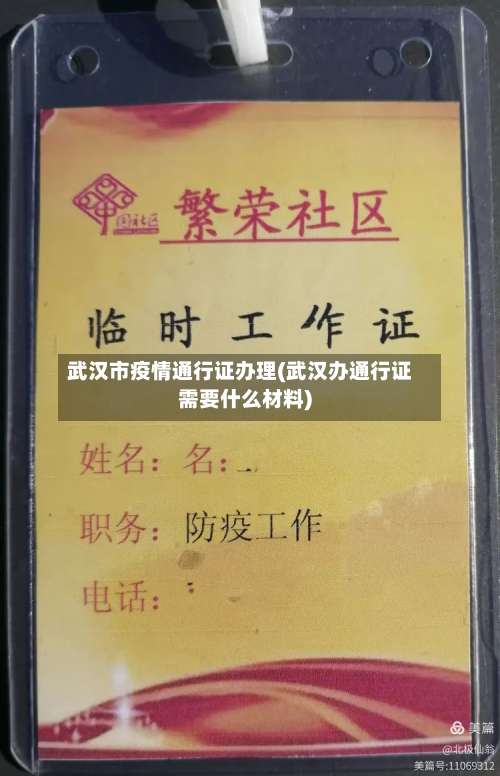 中国社区
繁荣社区
临时工作证
武汉市疫情通行证办理(武汉办通行证
需要什么材料)
姓名：名：
职务：防疫工作
电话：
美篇
@北极仙翁
美篇号:11069312